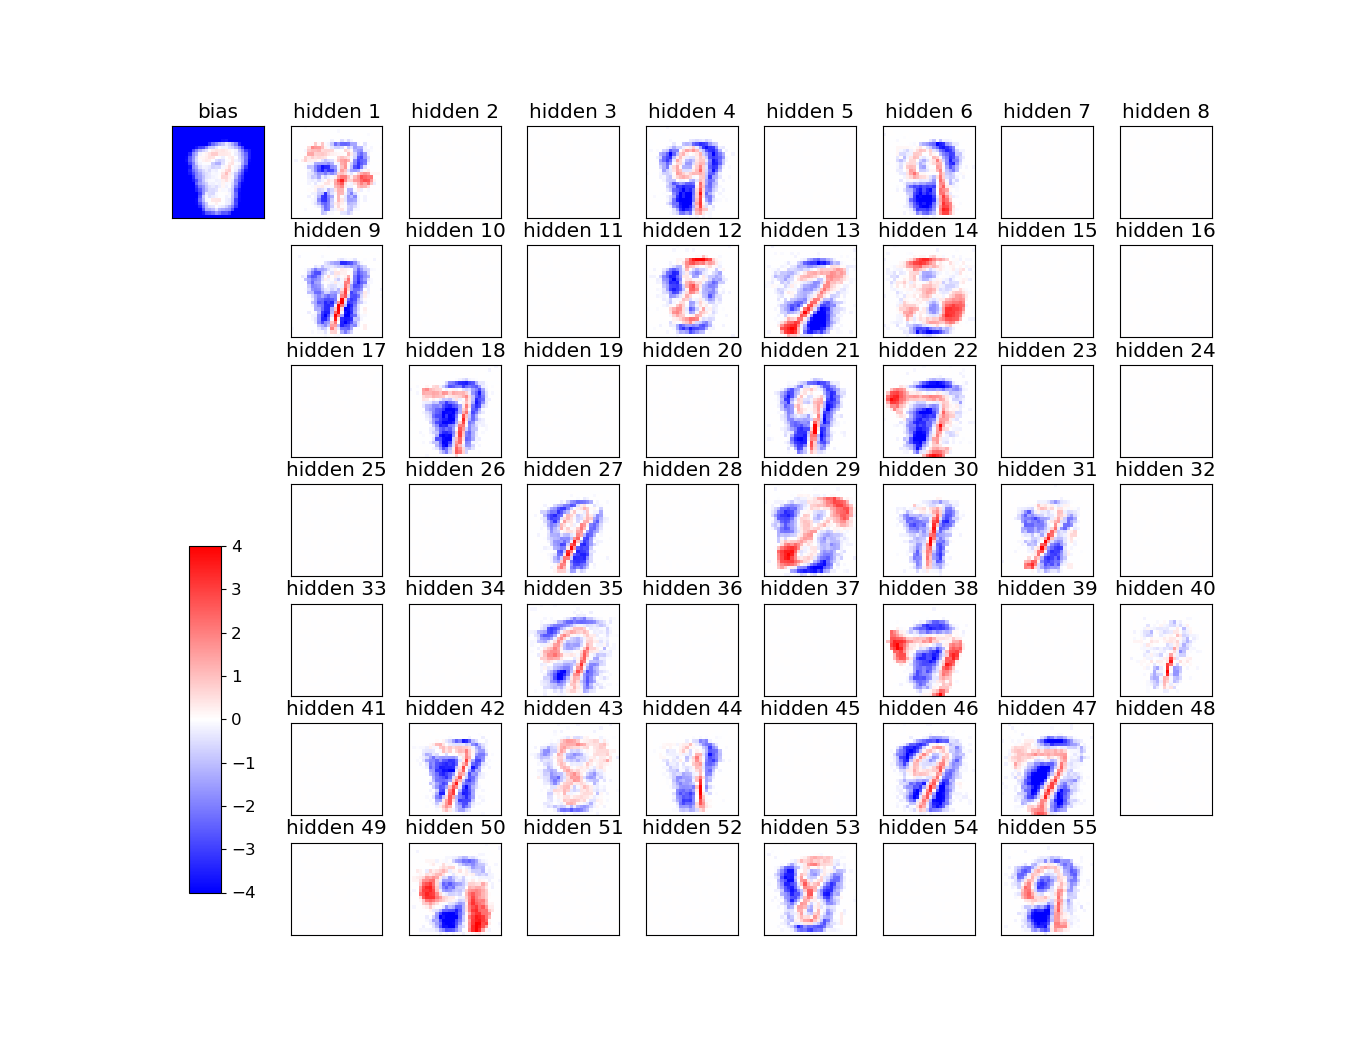 bias hidden 1 hidden 2 hidden 3 hidden 4 hidden 5 hidden 6 hidden 7 hidden 8
hidden 9 hidden 10 hidden 11 hidden 12 hidden 13 hidden 14 hidden 15 hidden 16
hidden 17 hidden 18 hidden 19 hidden 20 hidden 21 hidden 22 hidden 23 hidden 24
hidden 25 hidden 26 hidden 27 hidden 28 hidden 29 hidden 30 hidden 31 hidden 32
hidden 33 hidden 34 hidden 35 hidden 36 hidden 37 hidden 38 hidden 39 hidden 40
hidden 41 hidden 42 hidden 43 hidden 44 hidden 45 hidden 46 hidden 47 hidden 48
hidden 49 hidden 50 hidden 51 hidden 52 hidden 53 hidden 54 hidden 55
4
3
2
1
0
−1
−2
−3
−4